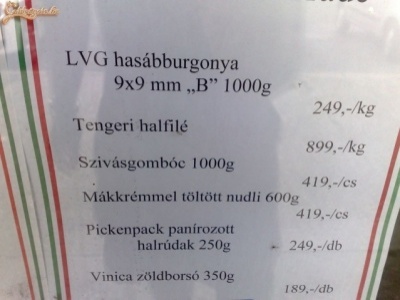 LVG hasábburgonya
9x9 mm „B” 1000g
249,-/kg
Tengeri halfilé
899,-/kg
Szivásgombóc 1000g
419,-/cs
Mákkrémmel töltött nudli 600g
419,-/cs
Pickenpack panírozott
halrúdak 250g 249,-/db
Vinica zöldborsó 350g
189,-/db